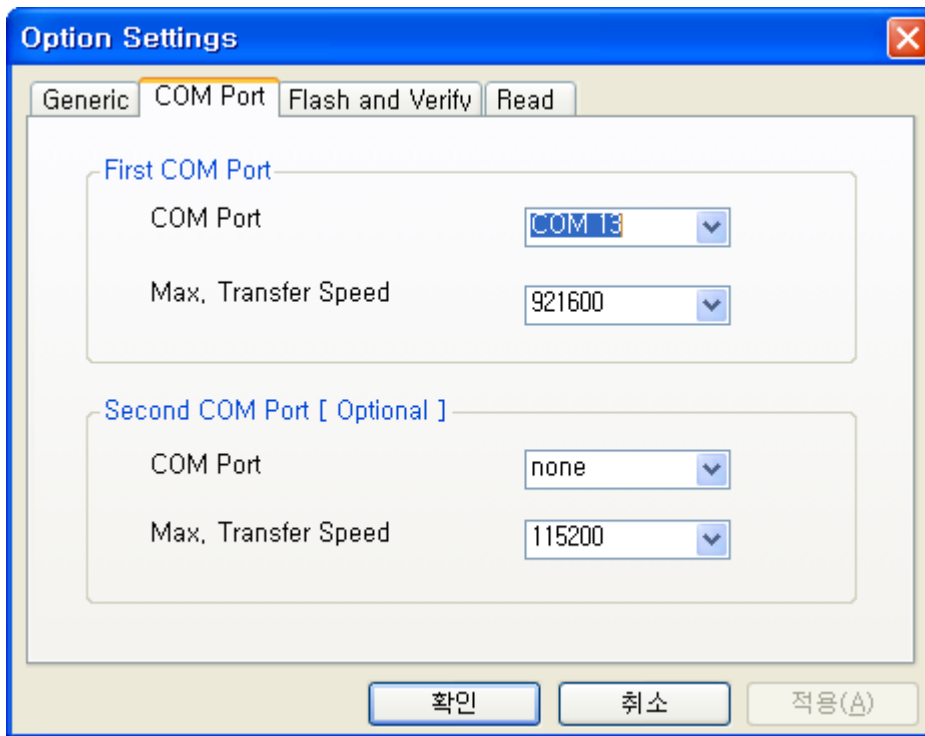 Option Settings
Generic COM Port Flash and Verify Read
First COM Port
COM Port COM 13
Max, Transfer Speed 921600
Second COM Port [ Optional ]
COM Port none
Max, Transfer Speed 115200
확인 취소 적용(A)